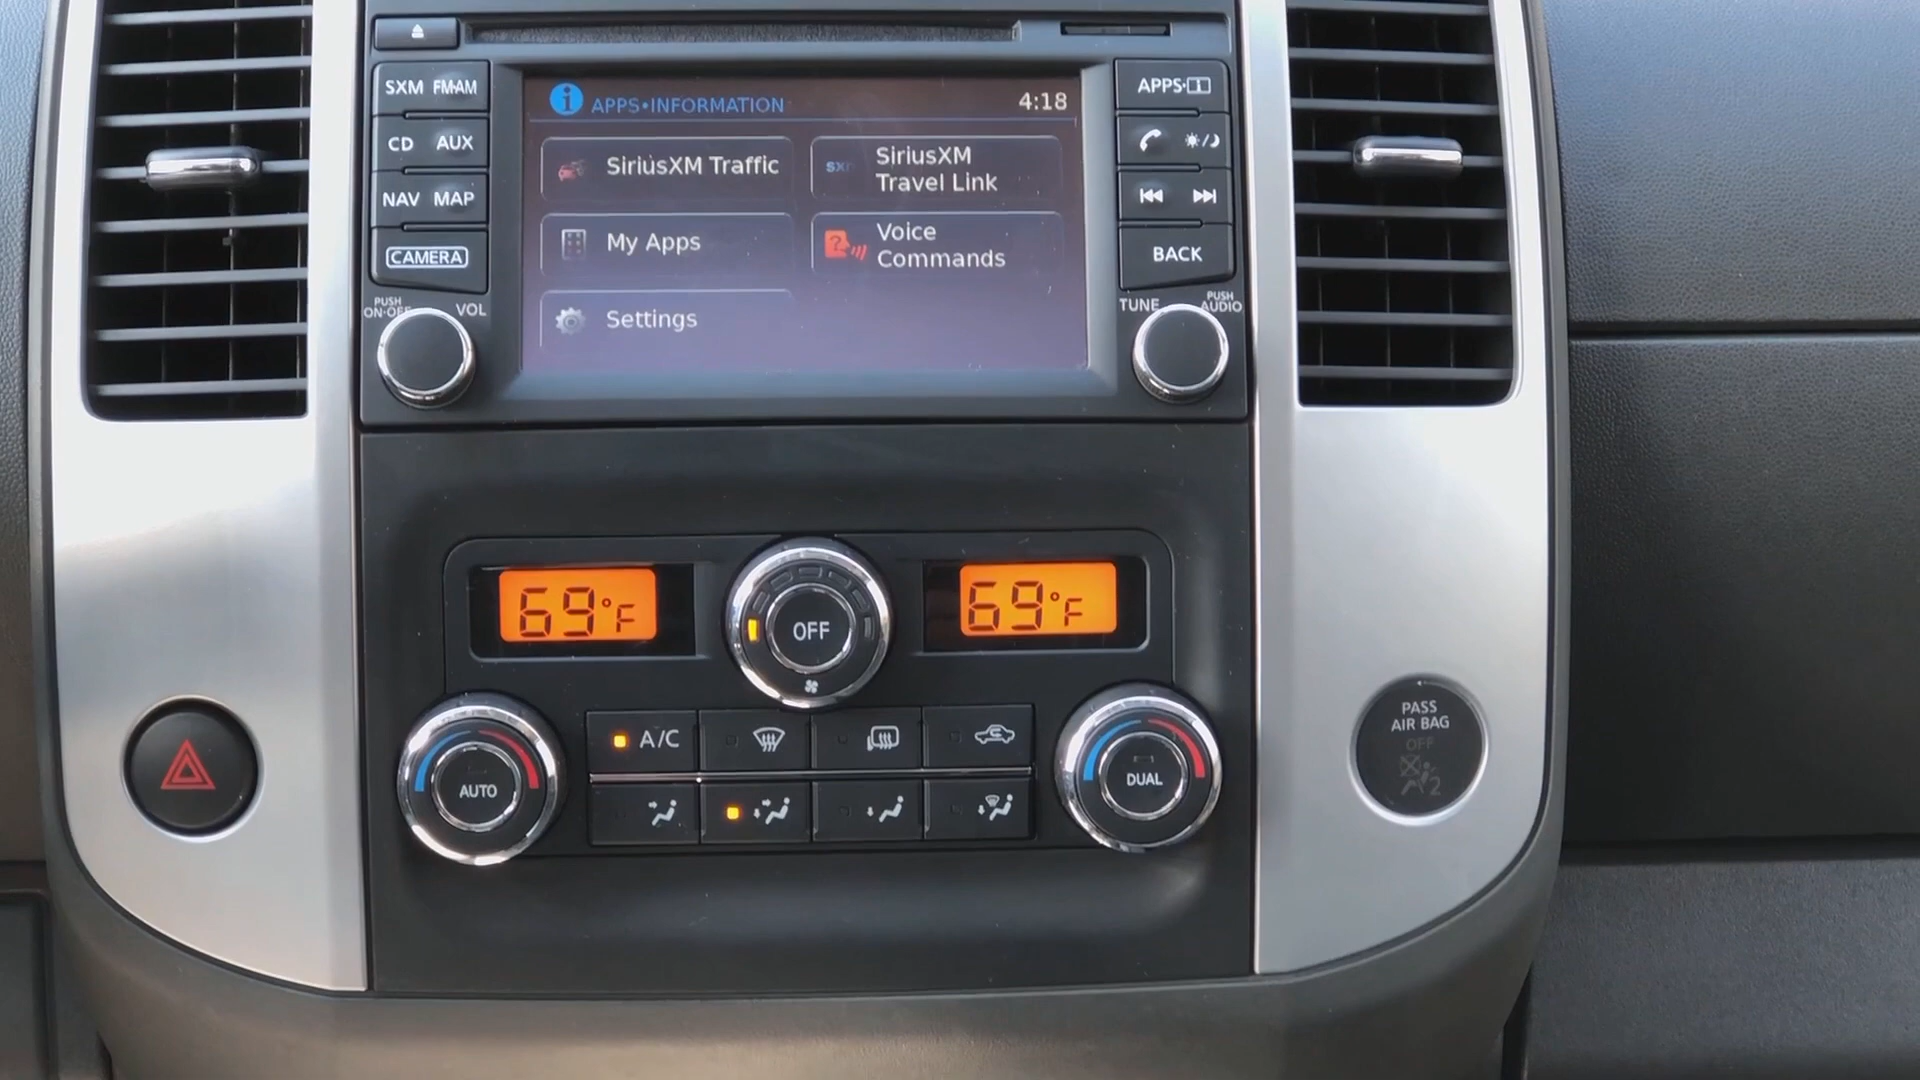 SXM FM·AM
CD AUX
NAV MAP
CAMERA
PUSH
ON·OFF
VOL
APPS•INFORMATION 4:18
SiriusXM Traffic
SiriusXM
Travel Link
My Apps
Voice
Commands
Settings
APPS·i
BACK
TUNE
PUSH
AUDIO
69°F
OFF
69°F
AUTO
A/C
DUAL
PASS
AIR BAG
OFF
2